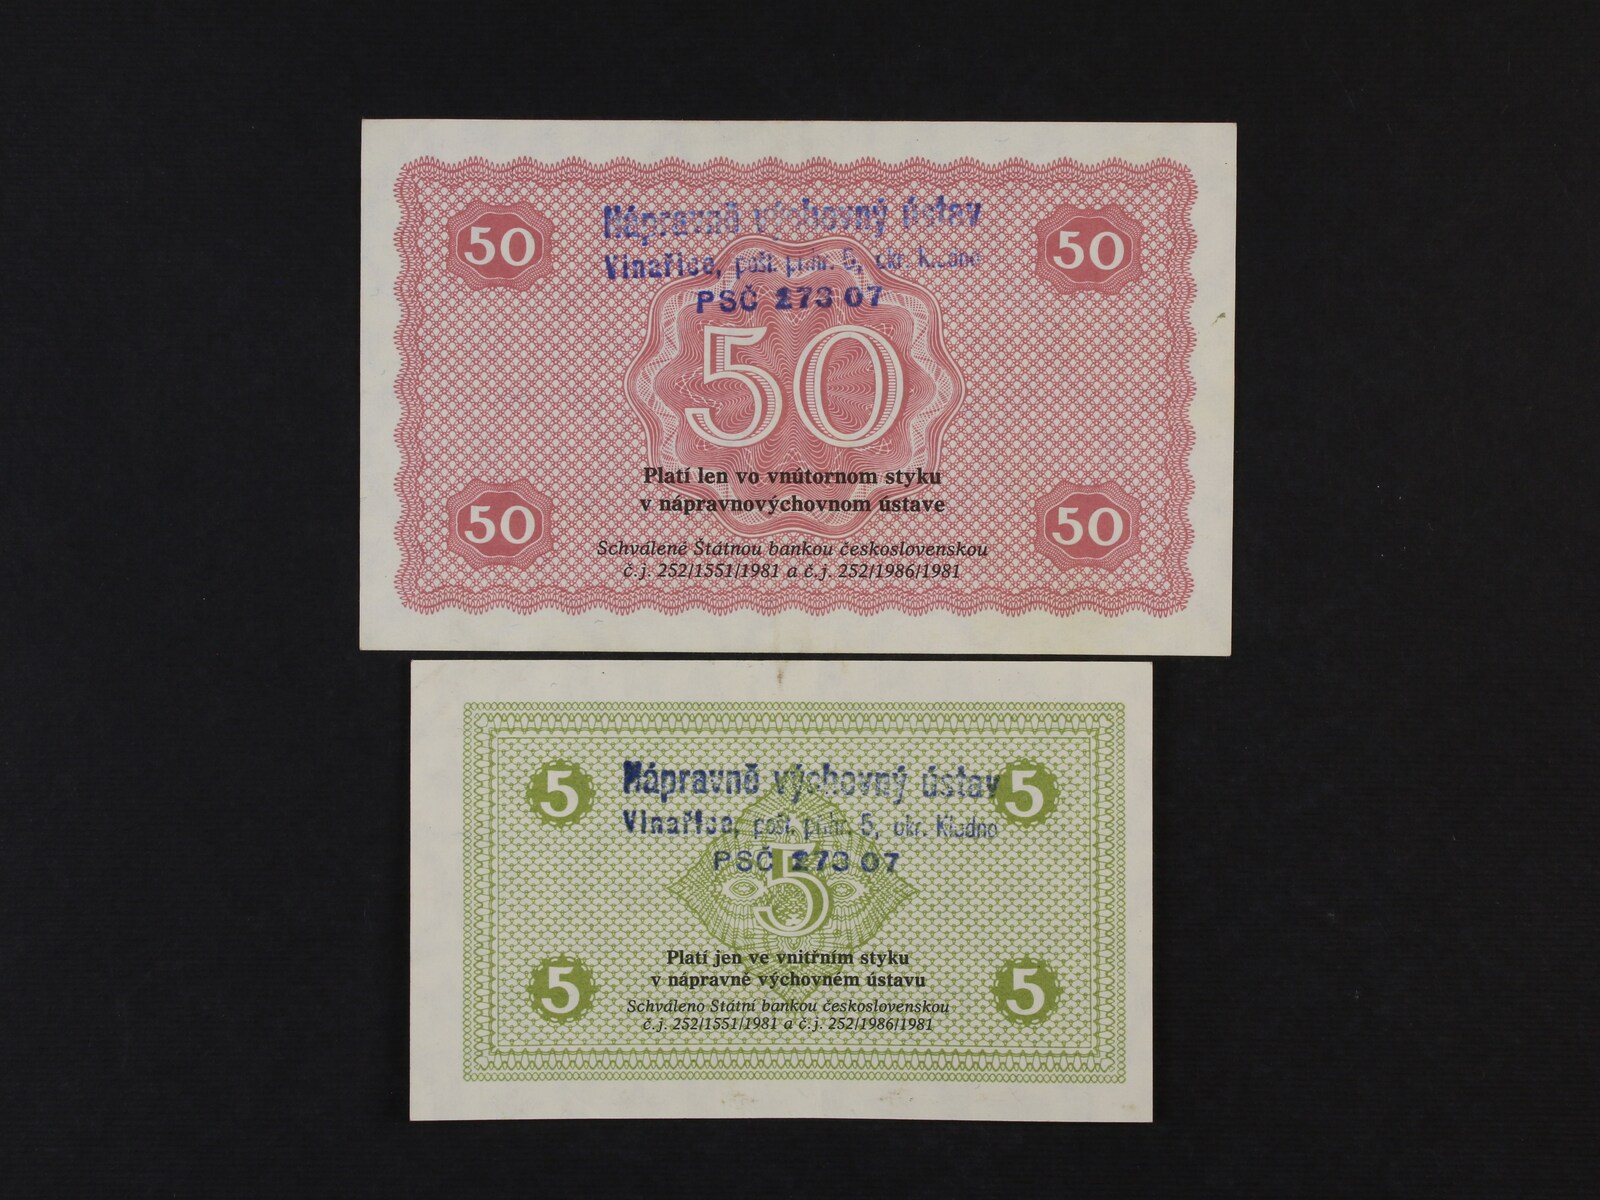 Nápravně výchovný ústav
50 50
Vinařice, pošt. přihr. 5, okr. Kladno
PSČ 273 07
50
Platí len vo vnútornom styku
v nápravnovýchovnom ústave
50 50
Schválené Štátnou bankou československou
č.j. 252/1551/1981 a č.j. 252/1986/1981
Nápravně výchovný ústav
5 5
Vinařice, pošt. přihr. 5, okr. Kladno
PSČ 273 07
5
Platí jen ve vnitřním styku
v nápravně výchovném ústavu
5 5
Schváleno Státní bankou československou
č.j. 252/1551/1981 a č.j. 252/1986/1981